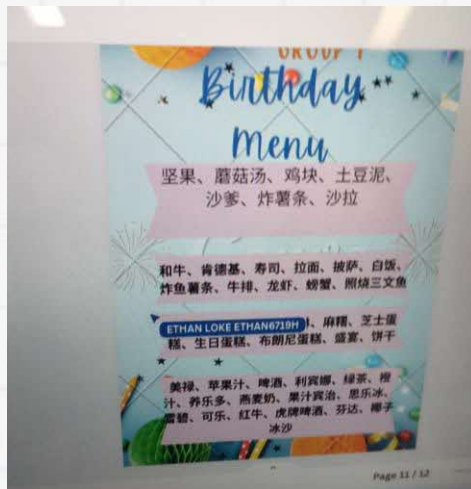 GROUP 1
Birthday
Menu
坚果、蘑菇汤、鸡块、土豆泥、
沙爹、炸薯条、沙拉
和牛、肯德基、寿司、拉面、披萨、白饭、
炸鱼薯条、牛排、龙虾、螃蟹、照烧三文鱼
ETHAN LOKE ETHAN6719H 、麻糬、芝士蛋
糕、生日蛋糕、布朗尼蛋糕、盛宴、饼干
美禄、苹果汁、啤酒、利宾娜、绿茶、橙
汁、养乐多、燕麦奶、果汁宾治、思乐冰、
雪碧、可乐、红牛、虎牌啤酒、芬达、椰子
冰沙
Page 11 / 12